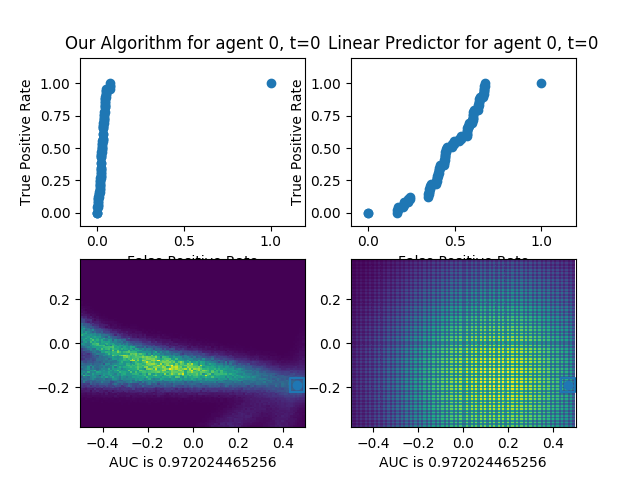 Our Algorithm for agent 0, t=0
Linear Predictor for agent 0, t=0
True Positive Rate
1.00
0.75
0.50
0.25
0.00
0.0 0.5 1.0
False Positive Rate
True Positive Rate
1.00
0.75
0.50
0.25
0.00
0.0 0.5 1.0
False Positive Rate
0.2
0.0
−0.2
−0.4 −0.2 0.0 0.2 0.4
AUC is 0.972024465256
0.2
0.0
−0.2
−0.4 −0.2 0.0 0.2 0.4
AUC is 0.972024465256